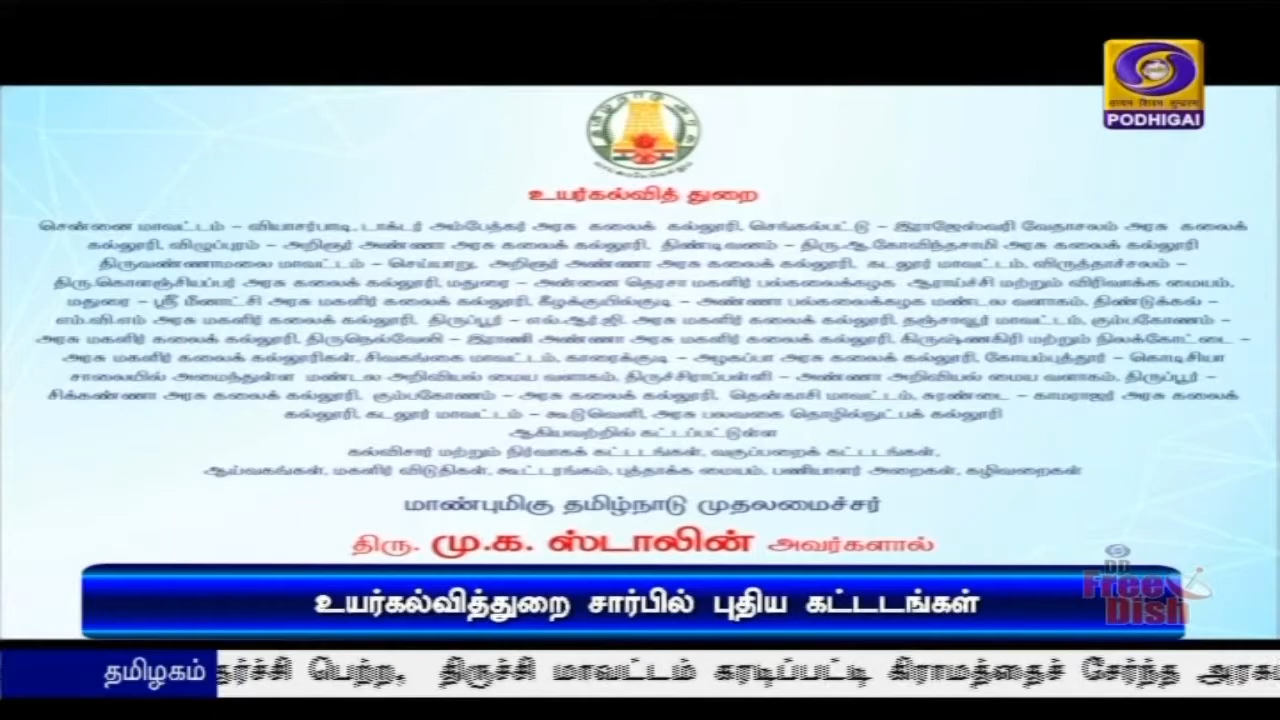 सत्यम शिवम सुन्दरम
PODHIGAI
உயர்கல்வித் துறை
சென்னை மாவட்டம் – வியாசர்பாடி, டாக்டர் அம்பேத்கர் அரசு கலைக் கல்லூரி, செங்கல்பட்டு – இராஜேஸ்வரி வேதாசலம் அரசு கலைக்
கல்லூரி, விழுப்புரம் – அறிஞர் அண்ணா அரசு கலைக் கல்லூரி, திண்டிவனம் – திரு.ஆ.கோவிந்தசாமி அரசு கலைக் கல்லூரி
திருவண்ணாமலை மாவட்டம் – செய்யாறு, அறிஞர் அண்ணா அரசு கலைக் கல்லூரி, கடலூர் மாவட்டம், விருத்தாச்சலம் –
திரு.கொளஞ்சியப்பர் அரசு கலைக் கல்லூரி, மதுரை – அன்னை தெரசா மகளிர் பல்கலைக்கழக ஆராய்ச்சி மற்றும் விரிவாக்க மையம்,
மதுரை – ஸ்ரீ மீனாட்சி அரசு மகளிர் கலைக் கல்லூரி, கீழக்குயில்குடி – அண்ணா பல்கலைக்கழக மண்டல வளாகம், திண்டுக்கல் –
எம்.வி.எம் அரசு மகளிர் கலைக் கல்லூரி, திருப்பூர் – எல்.ஆர்.ஜி. அரசு மகளிர் கலைக் கல்லூரி, தஞ்சாவூர் மாவட்டம், கும்பகோணம் –
அரசு மகளிர் கலைக் கல்லூரி, திருநெல்வேலி – இராணி அண்ணா அரசு மகளிர் கலைக் கல்லூரி, கிருஷ்ணகிரி மற்றும் நிலக்கோட்டை –
அரசு மகளிர் கலைக் கல்லூரிகள், சிவகங்கை மாவட்டம், காரைக்குடி – அழகப்பா அரசு கலைக் கல்லூரி, கோயம்புத்தூர் – கொடிசியா
சாலையில் அமைந்துள்ள மண்டல அறிவியல் மைய வளாகம், திருச்சிராப்பள்ளி – அண்ணா அறிவியல் மைய வளாகம், திருப்பூர் –
சிக்கண்ணா அரசு கலைக் கல்லூரி, கும்பகோணம் – அரசு கலைக் கல்லூரி, தென்காசி மாவட்டம், சுரண்டை – காமராஜர் அரசு கலைக்
கல்லூரி, கடலூர் மாவட்டம் – கூடுவெளி, அரசு பலவகை தொழில்நுட்பக் கல்லூரி
ஆகியவற்றில் கட்டப்பட்டுள்ள
கல்விசார் மற்றும் நிர்வாகக் கட்டடங்கள், வகுப்பறைக் கட்டடங்கள்,
ஆய்வகங்கள், மகளிர் விடுதிகள், கூட்டரங்கம், புத்தாக்க மையம், பணியாளர் அறைகள், கழிவறைகள்
மாண்புமிகு தமிழ்நாடு முதலமைச்சர்
திரு. மு.க. ஸ்டாலின் அவர்களால்
உயர்கல்வித்துறை சார்பில் புதிய கட்டடங்கள்
DD
Free
Dish
தமிழகம் தர்ச்சி பெற்ற, திருச்சி மாவட்டம் கரடிப்பட்டி கிராமத்தைச் சேர்ந்த அரசு